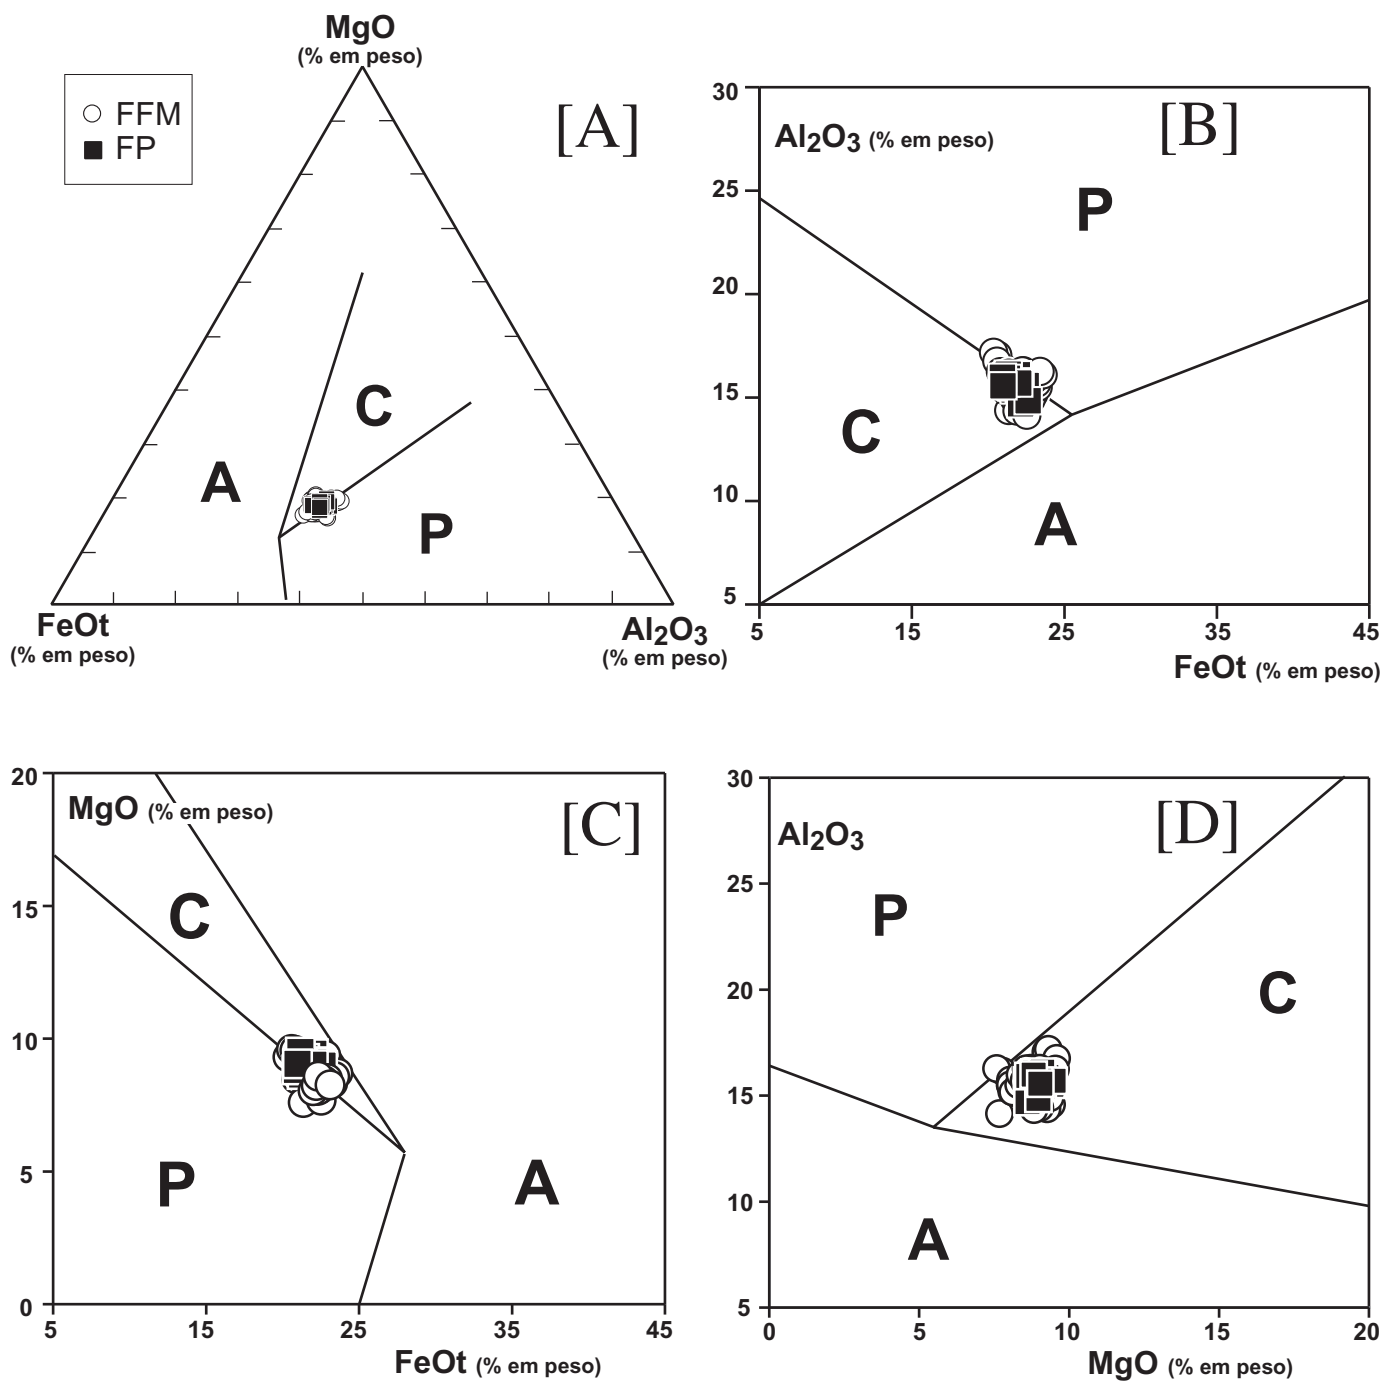 MgO
(% em peso)
FFM
FP
[A]
C
A
P
FeOt
(% em peso)
Al2O3
(% em peso)
[B]
30
Al2O3 (% em peso)
25
P
20
15
C
10
A
5
5 15 25 35 45
FeOt (% em peso)
[C]
20
MgO (% em peso)
15
C
10
5
P
A
0
5 15 25 35 45
FeOt (% em peso)
[D]
30
Al2O3
25
P
20
C
15
10
A
5
0 5 10 15 20
MgO (% em peso)